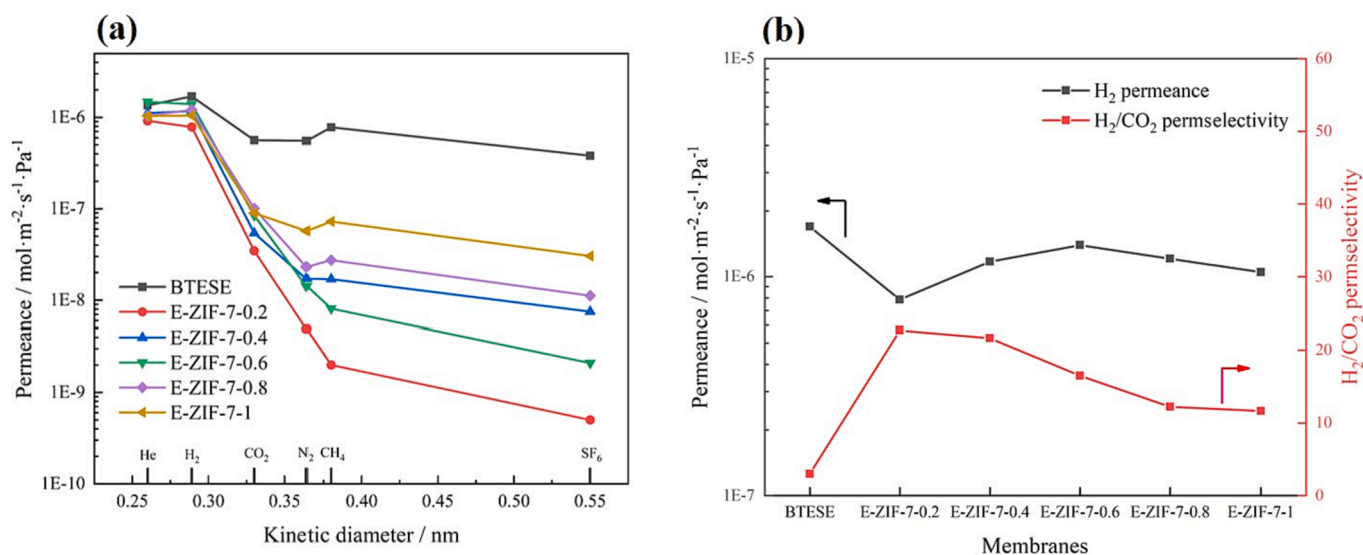 (a)
Permeance / mol·m⁻²·s⁻¹·Pa⁻¹
1E-6
1E-7
1E-8
1E-9
1E-10
BTESE
E-ZIF-7-0.2
E-ZIF-7-0.4
E-ZIF-7-0.6
E-ZIF-7-0.8
E-ZIF-7-1
He H₂ CO₂ N₂ CH₄ SF₆
0.25 0.30 0.35 0.40 0.45 0.50 0.55
Kinetic diameter / nm
(b)
Permeance / mol·m⁻²·s⁻¹·Pa⁻¹
1E-5
1E-6
1E-7
H₂ permeance
H₂/CO₂ permselectivity
60
50
40
30
20
10
0
H₂/CO₂ permselectivity
BTESE E-ZIF-7-0.2 E-ZIF-7-0.4 E-ZIF-7-0.6 E-ZIF-7-0.8 E-ZIF-7-1
Membranes